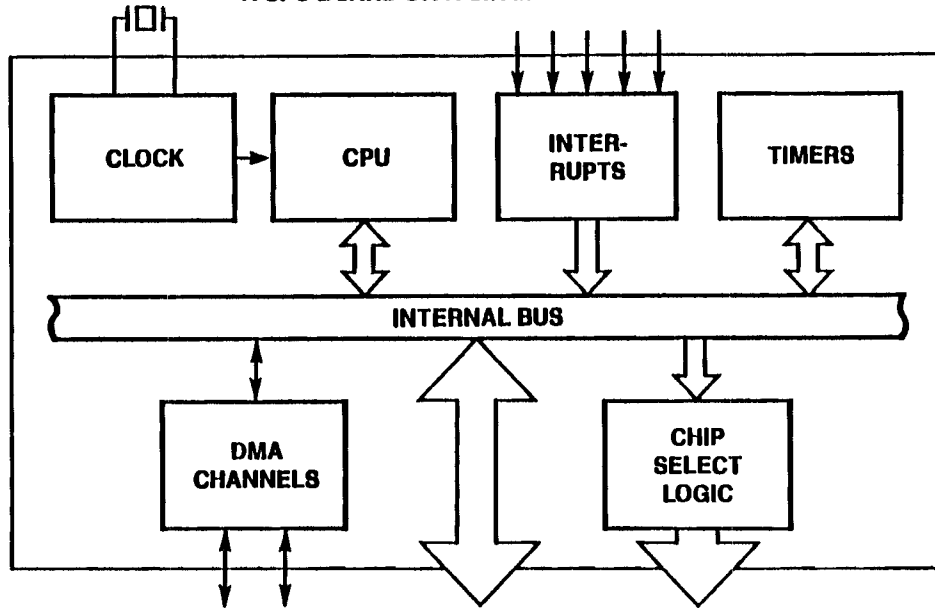 CLOCK
CPU
INTER-
RUPTS
TIMERS
INTERNAL BUS
DMA
CHANNELS
CHIP
SELECT
LOGIC